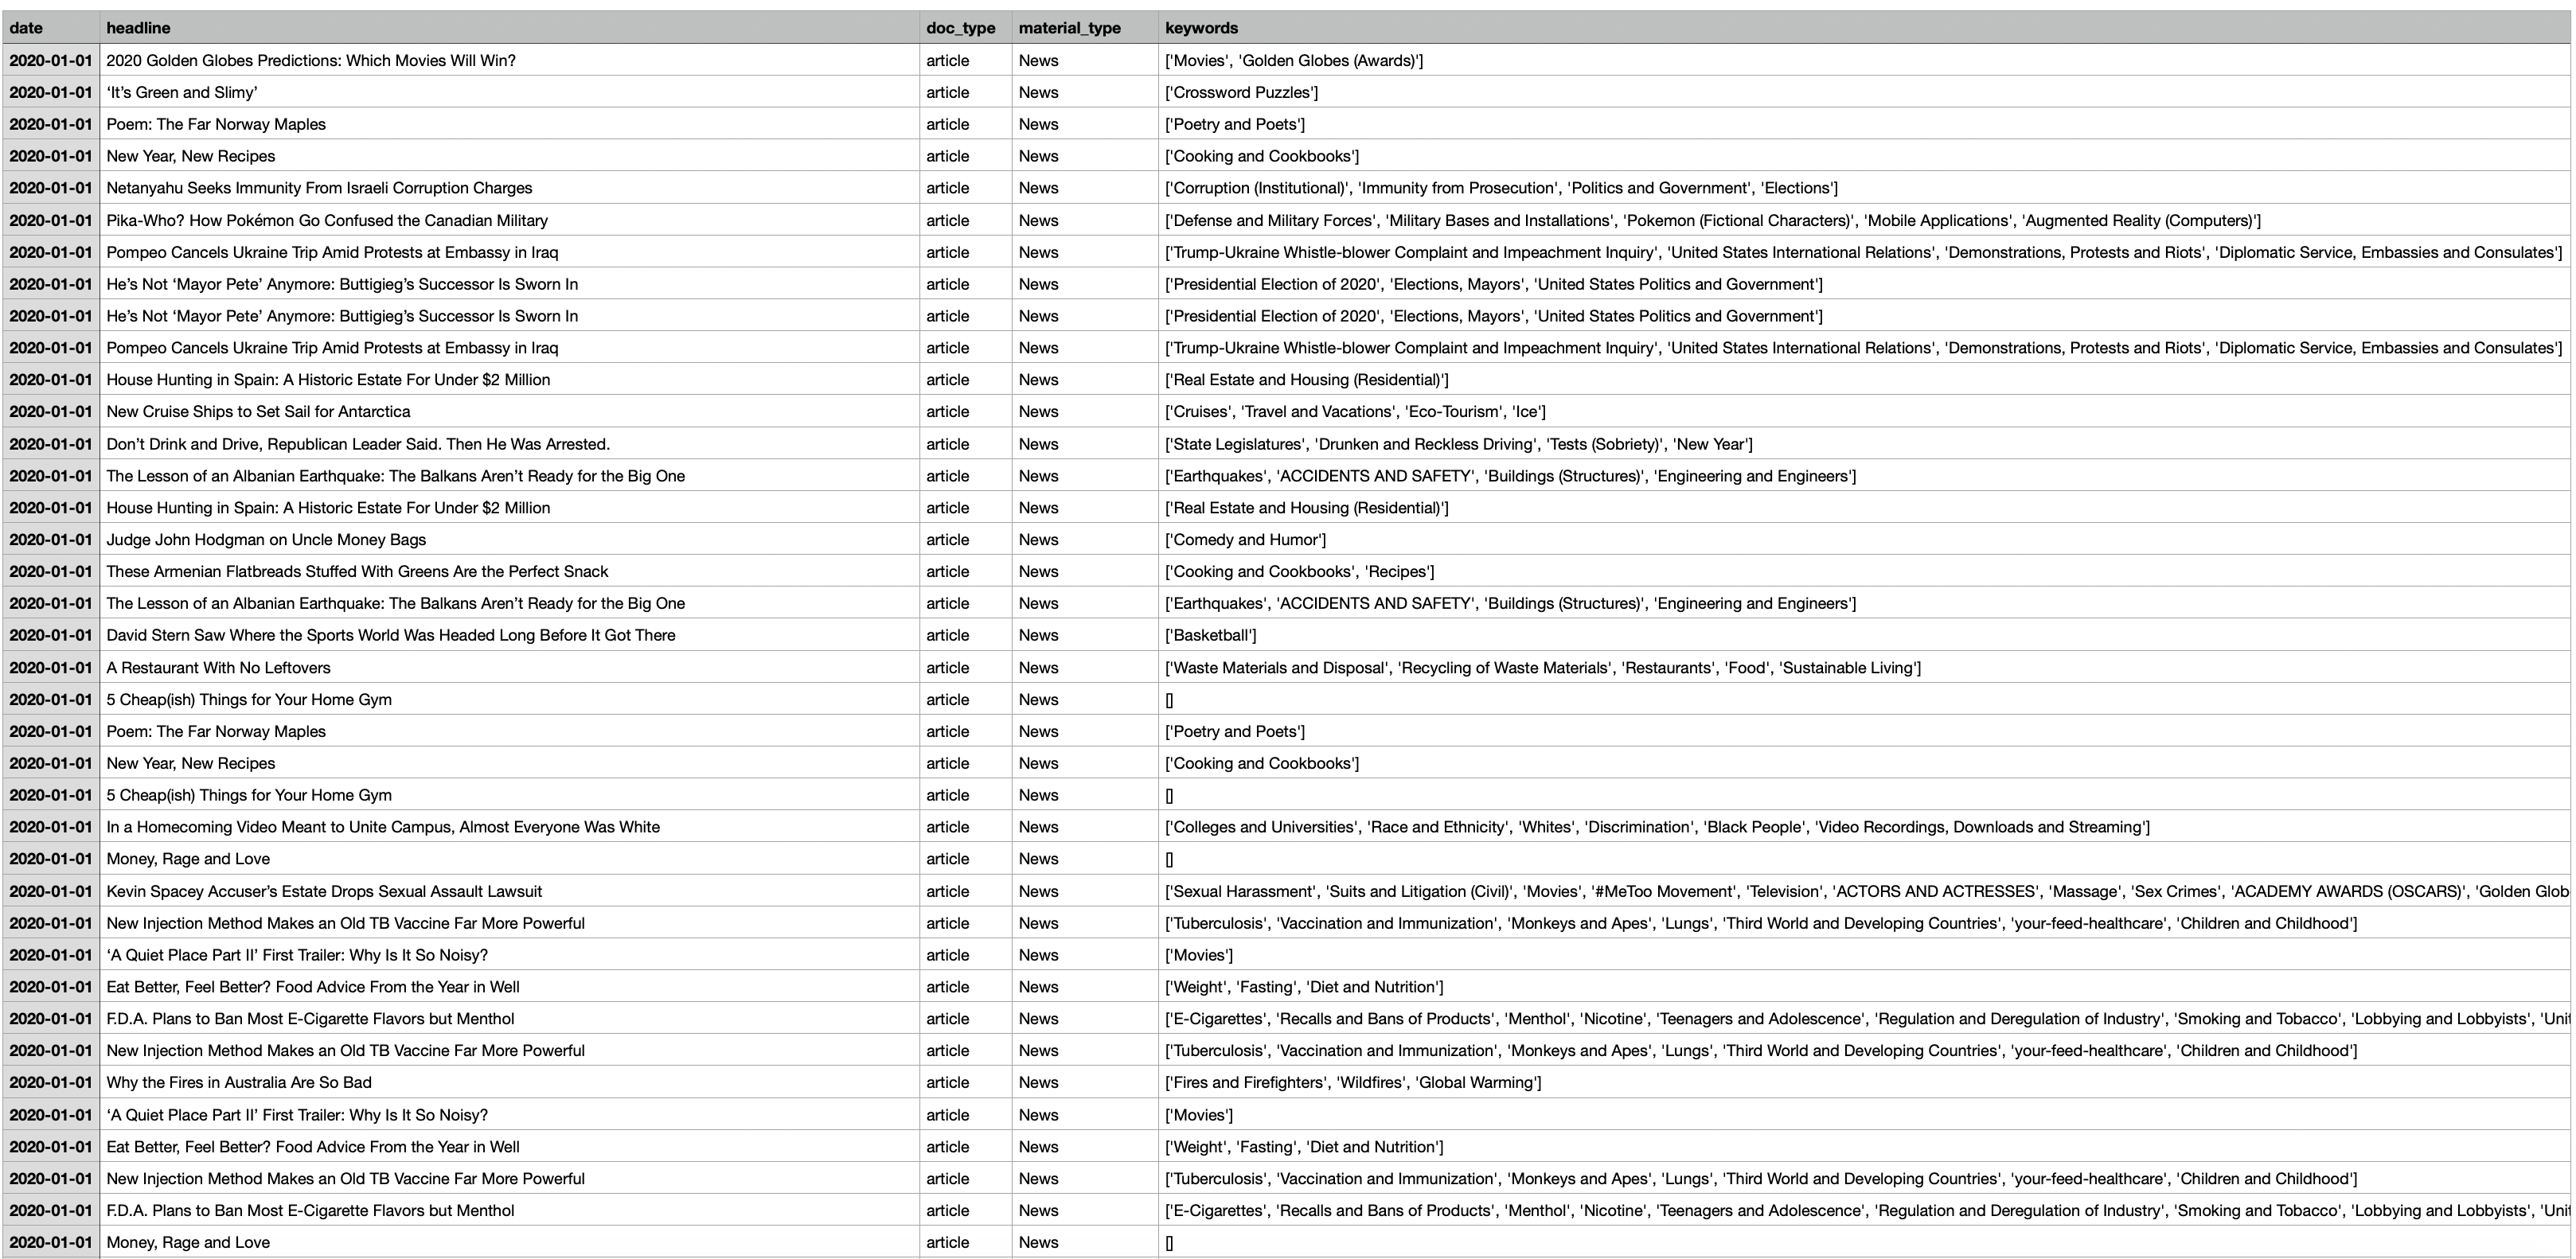 date headline doc_type material_type keywords
2020-01-01 2020 Golden Globes Predictions: Which Movies Will Win? article News ['Movies', 'Golden Globes (Awards)']
2020-01-01 ‘It’s Green and Slimy’ article News ['Crossword Puzzles']
2020-01-01 Poem: The Far Norway Maples article News ['Poetry and Poets']
2020-01-01 New Year, New Recipes article News ['Cooking and Cookbooks']
2020-01-01 Netanyahu Seeks Immunity From Israeli Corruption Charges article News ['Corruption (Institutional)', 'Immunity from Prosecution', 'Politics and Government', 'Elections']
2020-01-01 Pika-Who? How Pokémon Go Confused the Canadian Military article News ['Defense and Military Forces', 'Military Bases and Installations', 'Pokemon (Fictional Characters)', 'Mobile Applications', 'Augmented Reality (Computers)']
2020-01-01 Pompeo Cancels Ukraine Trip Amid Protests at Embassy in Iraq article News ['Trump-Ukraine Whistle-blower Complaint and Impeachment Inquiry', 'United States International Relations', 'Demonstrations, Protests and Riots', 'Diplomatic Service, Embassies and Consulates']
2020-01-01 He’s Not ‘Mayor Pete’ Anymore: Buttigieg’s Successor Is Sworn In article News ['Presidential Election of 2020', 'Elections, Mayors', 'United States Politics and Government']
2020-01-01 He’s Not ‘Mayor Pete’ Anymore: Buttigieg’s Successor Is Sworn In article News ['Presidential Election of 2020', 'Elections, Mayors', 'United States Politics and Government']
2020-01-01 Pompeo Cancels Ukraine Trip Amid Protests at Embassy in Iraq article News ['Trump-Ukraine Whistle-blower Complaint and Impeachment Inquiry', 'United States International Relations', 'Demonstrations, Protests and Riots', 'Diplomatic Service, Embassies and Consulates']
2020-01-01 House Hunting in Spain: A Historic Estate For Under $2 Million article News ['Real Estate and Housing (Residential)']
2020-01-01 New Cruise Ships to Set Sail for Antarctica article News ['Cruises', 'Travel and Vacations', 'Eco-Tourism', 'Ice']
2020-01-01 Don’t Drink and Drive, Republican Leader Said. Then He Was Arrested. article News ['State Legislatures', 'Drunken and Reckless Driving', 'Tests (Sobriety)', 'New Year']
2020-01-01 The Lesson of an Albanian Earthquake: The Balkans Aren’t Ready for the Big One article News ['Earthquakes', 'ACCIDENTS AND SAFETY', 'Buildings (Structures)', 'Engineering and Engineers']
2020-01-01 House Hunting in Spain: A Historic Estate For Under $2 Million article News ['Real Estate and Housing (Residential)']
2020-01-01 Judge John Hodgman on Uncle Money Bags article News ['Comedy and Humor']
2020-01-01 These Armenian Flatbreads Stuffed With Greens Are the Perfect Snack article News ['Cooking and Cookbooks', 'Recipes']
2020-01-01 The Lesson of an Albanian Earthquake: The Balkans Aren’t Ready for the Big One article News ['Earthquakes', 'ACCIDENTS AND SAFETY', 'Buildings (Structures)', 'Engineering and Engineers']
2020-01-01 David Stern Saw Where the Sports World Was Headed Long Before It Got There article News ['Basketball']
2020-01-01 A Restaurant With No Leftovers article News ['Waste Materials and Disposal', 'Recycling of Waste Materials', 'Restaurants', 'Food', 'Sustainable Living']
2020-01-01 5 Cheap(ish) Things for Your Home Gym article News []
2020-01-01 Poem: The Far Norway Maples article News ['Poetry and Poets']
2020-01-01 New Year, New Recipes article News ['Cooking and Cookbooks']
2020-01-01 5 Cheap(ish) Things for Your Home Gym article News []
2020-01-01 In a Homecoming Video Meant to Unite Campus, Almost Everyone Was White article News ['Colleges and Universities', 'Race and Ethnicity', 'Whites', 'Discrimination', 'Black People', 'Video Recordings, Downloads and Streaming']
2020-01-01 Money, Rage and Love article News []
2020-01-01 Kevin Spacey Accuser’s Estate Drops Sexual Assault Lawsuit article News ['Sexual Harassment', 'Suits and Litigation (Civil)', 'Movies', '#MeToo Movement', 'Television', 'ACTORS AND ACTRESSES', 'Massage', 'Sex Crimes', 'ACADEMY AWARDS (OSCARS)', 'Golden Glob
2020-01-01 New Injection Method Makes an Old TB Vaccine Far More Powerful article News ['Tuberculosis', 'Vaccination and Immunization', 'Monkeys and Apes', 'Lungs', 'Third World and Developing Countries', 'your-feed-healthcare', 'Children and Childhood']
2020-01-01 ‘A Quiet Place Part II’ First Trailer: Why Is It So Noisy? article News ['Movies']
2020-01-01 Eat Better, Feel Better? Food Advice From the Year in Well article News ['Weight', 'Fasting', 'Diet and Nutrition']
2020-01-01 F.D.A. Plans to Ban Most E-Cigarette Flavors but Menthol article News ['E-Cigarettes', 'Recalls and Bans of Products', 'Menthol', 'Nicotine', 'Teenagers and Adolescence', 'Regulation and Deregulation of Industry', 'Smoking and Tobacco', 'Lobbying and Lobbyists', 'Unit
2020-01-01 New Injection Method Makes an Old TB Vaccine Far More Powerful article News ['Tuberculosis', 'Vaccination and Immunization', 'Monkeys and Apes', 'Lungs', 'Third World and Developing Countries', 'your-feed-healthcare', 'Children and Childhood']
2020-01-01 Why the Fires in Australia Are So Bad article News ['Fires and Firefighters', 'Wildfires', 'Global Warming']
2020-01-01 ‘A Quiet Place Part II’ First Trailer: Why Is It So Noisy? article News ['Movies']
2020-01-01 Eat Better, Feel Better? Food Advice From the Year in Well article News ['Weight', 'Fasting', 'Diet and Nutrition']
2020-01-01 New Injection Method Makes an Old TB Vaccine Far More Powerful article News ['Tuberculosis', 'Vaccination and Immunization', 'Monkeys and Apes', 'Lungs', 'Third World and Developing Countries', 'your-feed-healthcare', 'Children and Childhood']
2020-01-01 F.D.A. Plans to Ban Most E-Cigarette Flavors but Menthol article News ['E-Cigarettes', 'Recalls and Bans of Products', 'Menthol', 'Nicotine', 'Teenagers and Adolescence', 'Regulation and Deregulation of Industry', 'Smoking and Tobacco', 'Lobbying and Lobbyists', 'Unit
2020-01-01 Money, Rage and Love article News []